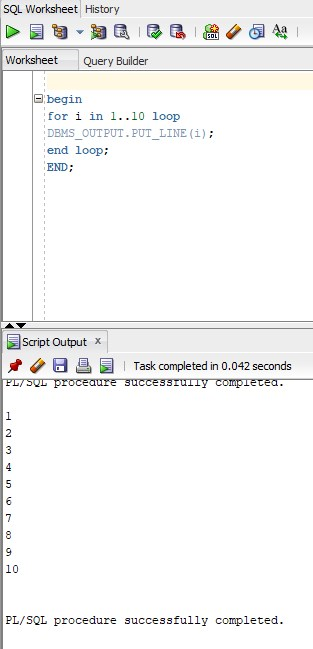 SQL Worksheet History
Worksheet Query Builder
begin
for i in 1..10 loop
DBMS_OUTPUT.PUT_LINE(i);
end loop;
END;
Script Output x
Task completed in 0.042 seconds
PL/SQL procedure successfully completed.
1
2
3
4
5
6
7
8
9
10
PL/SQL procedure successfully completed.